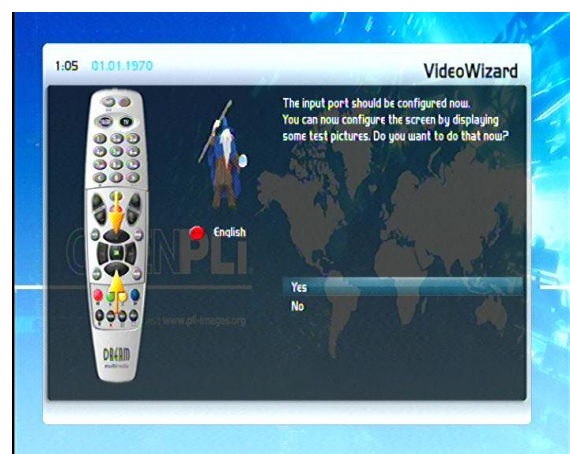 1:05 01.01.1970
VideoWizard
The input port should be configured now.
You can now configure the screen by displaying
some test pictures. Do you want to do that now?
English
OPENPLi
Yes
No
www.pli-images.org
DREAM
multimedia